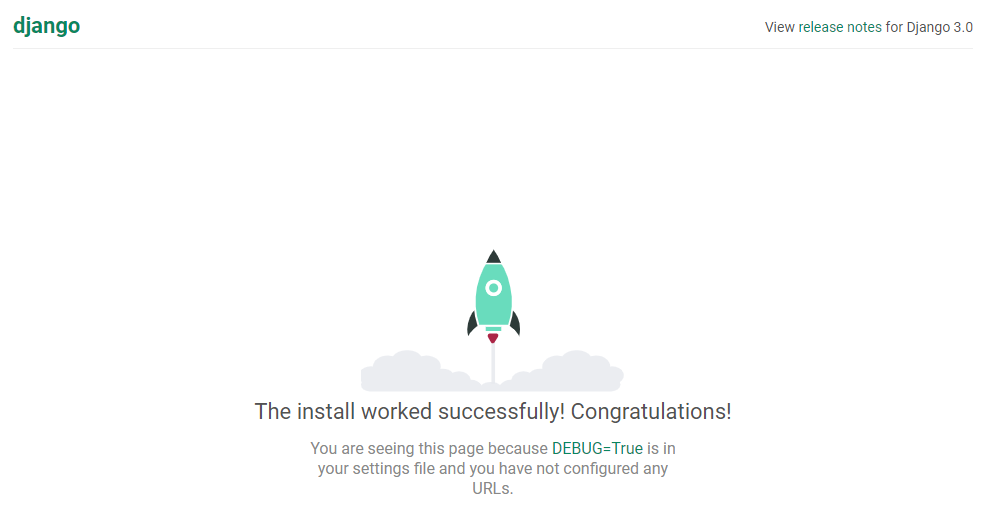 django
View release notes for Django 3.0
The install worked successfully! Congratulations!
You are seeing this page because DEBUG=True is in
your settings file and you have not configured any
URLs.